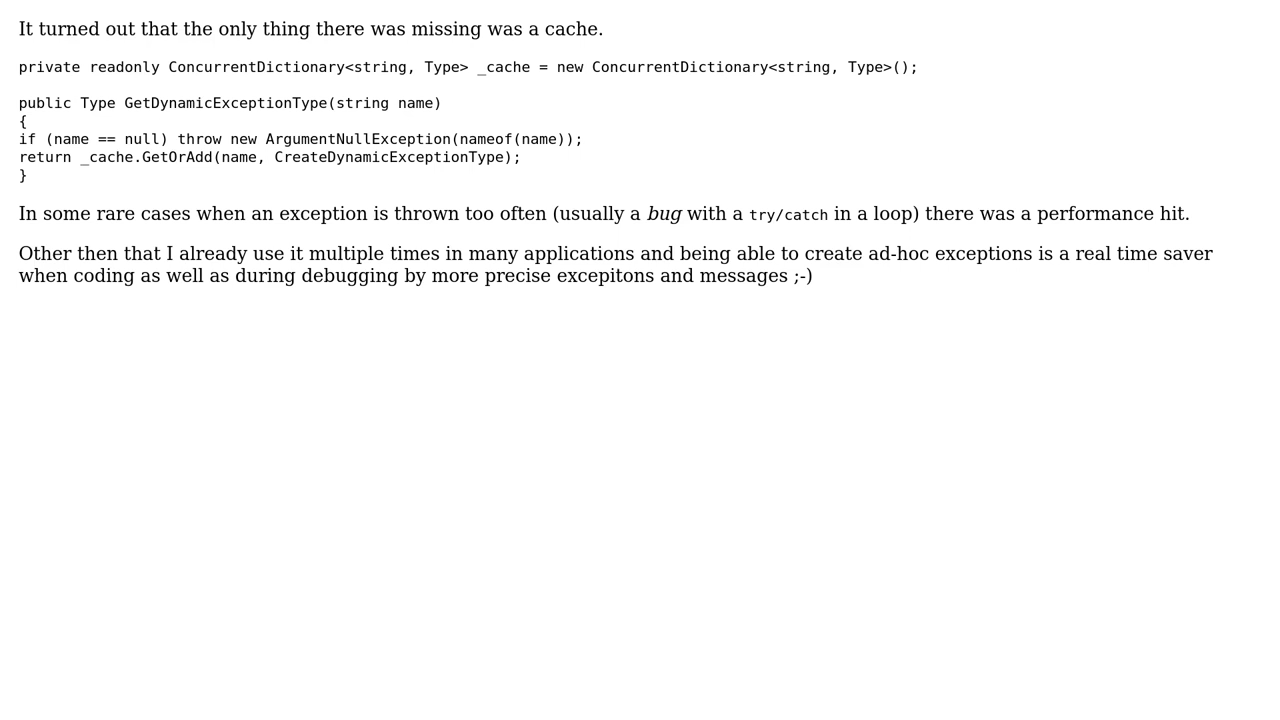 It turned out that the only thing there was missing was a cache.
private readonly ConcurrentDictionary<string, Type> _cache = new ConcurrentDictionary<string, Type>();
public Type GetDynamicExceptionType(string name)
{
if (name == null) throw new ArgumentNullException(nameof(name));
return _cache.GetOrAdd(name, CreateDynamicExceptionType);
}
In some rare cases when an exception is thrown too often (usually a bug with a try/catch in a loop) there was a performance hit.
Other then that I already use it multiple times in many applications and being able to create ad-hoc exceptions is a real time saver
when coding as well as during debugging by more precise excepitons and messages ;-)